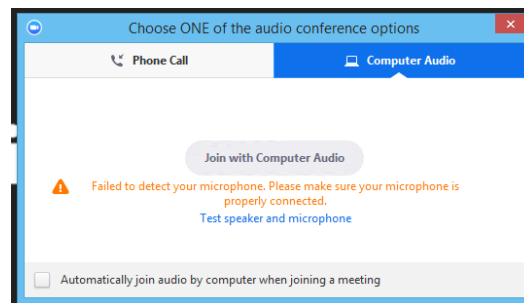 Choose ONE of the audio conference options
Phone Call
Computer Audio
Join with Computer Audio
Failed to detect your microphone. Please make sure your microphone is
properly connected.
Test speaker and microphone
Automatically join audio by computer when joining a meeting